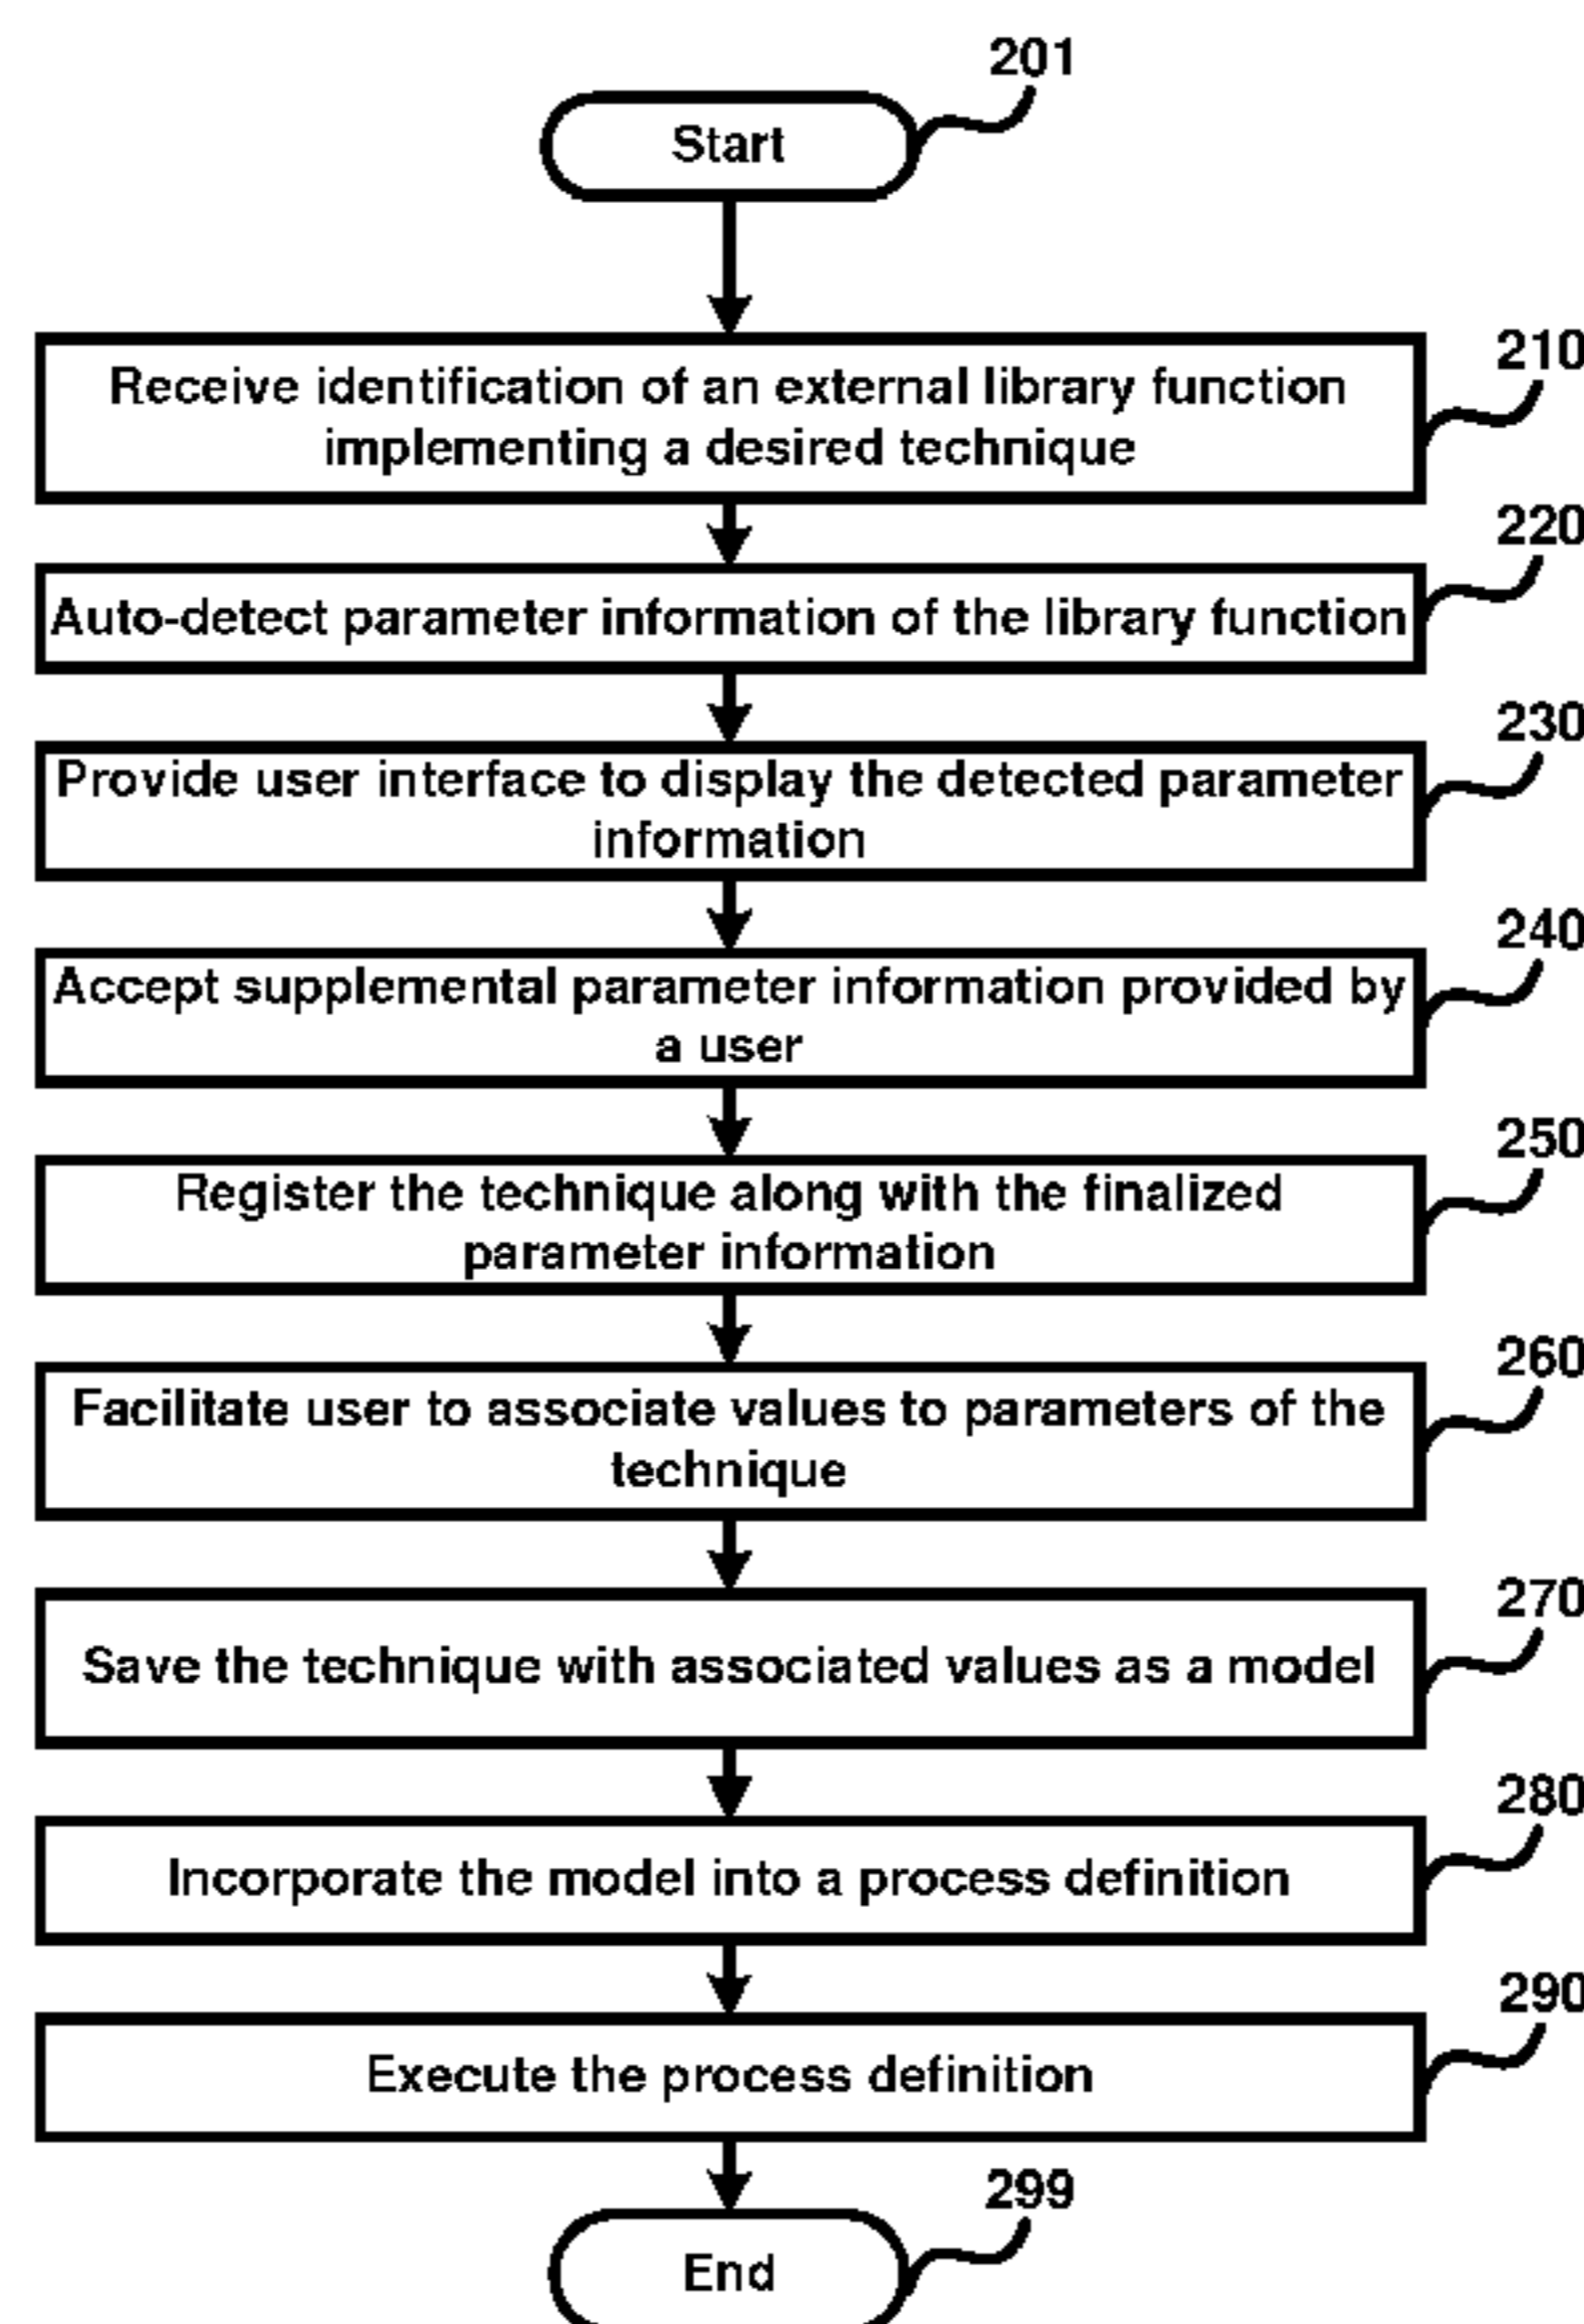 201
Start
210
Receive identification of an external library function
implementing a desired technique
220
Auto-detect parameter information of the library function
230
Provide user interface to display the detected parameter
information
240
Accept supplemental parameter information provided by
a user
250
Register the technique along with the finalized
parameter information
260
Facilitate user to associate values to parameters of the
technique
270
Save the technique with associated values as a model
280
Incorporate the model into a process definition
290
Execute the process definition
299
End